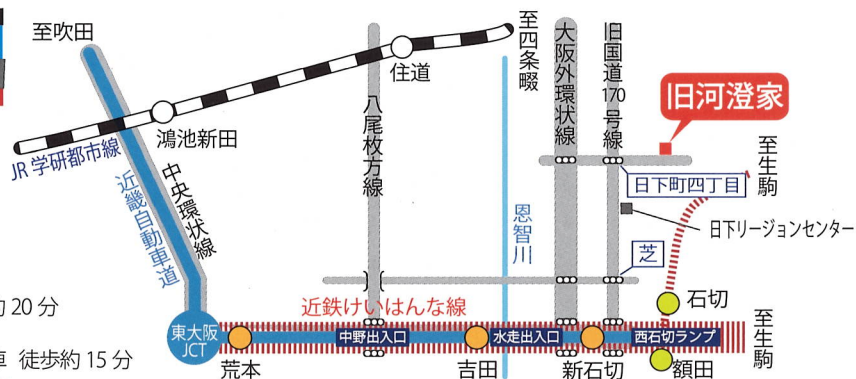 至吹田
住道
至四条畷
大阪外環状線
旧国道170号線
旧河澄家
鴻池新田
JR学研都市線
八尾枚方線
至生駒
日下町四丁目
中央環状線
近畿自動車道
恩智川
日下リージョンセンター
芝
20分
近鉄けいはんな線
石切
東大阪
JCT
中野出入口
水走出入口
西石切ランプ
至生駒
徒歩約15分
荒本
吉田
新石切
額田